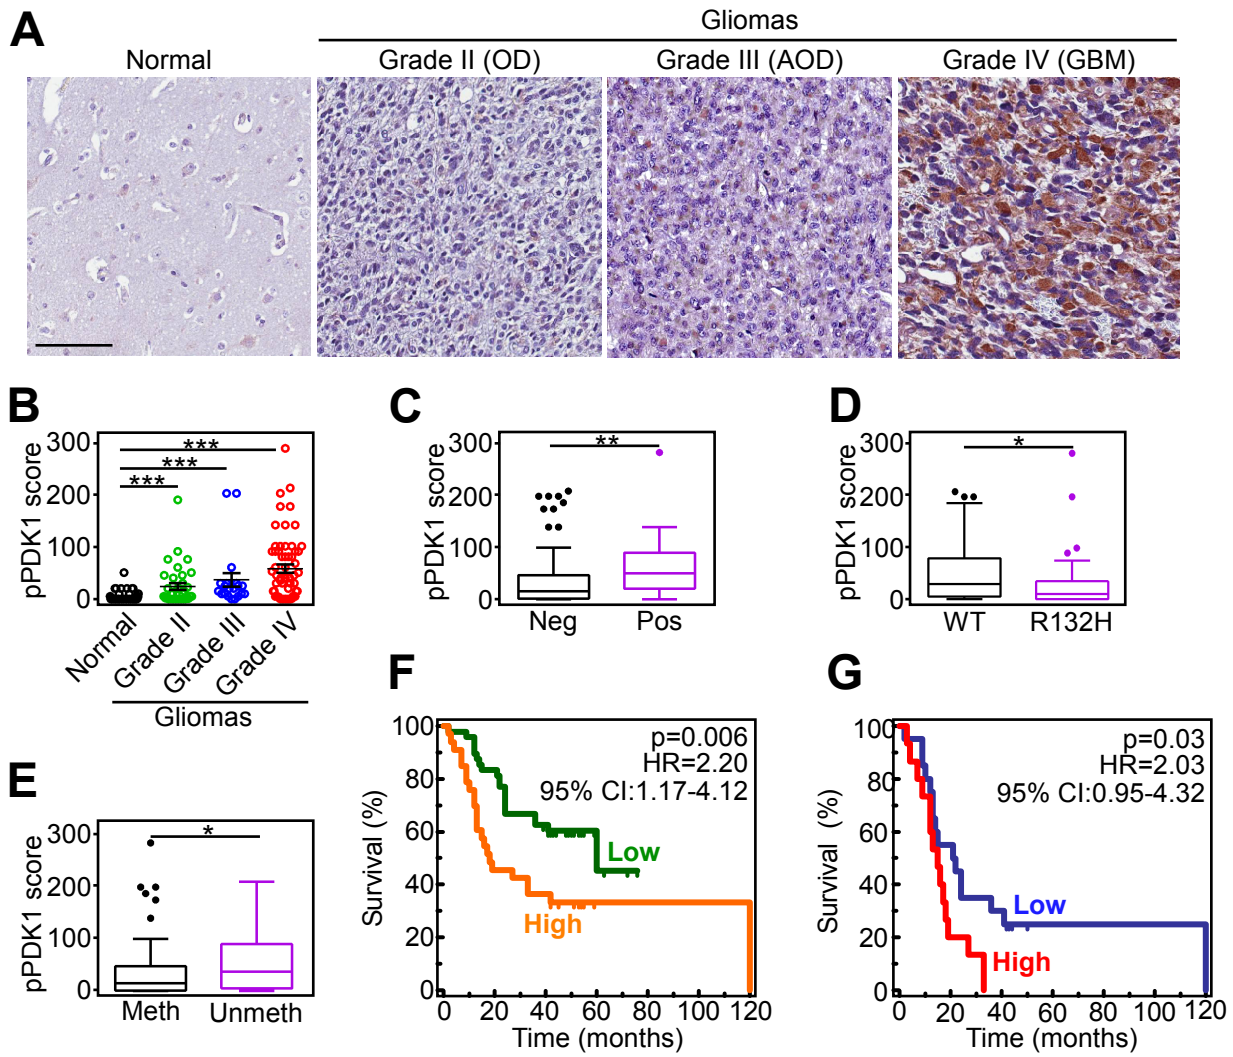 A
Gliomas
Normal
Grade II (OD)
Grade III (AOD)
Grade IV (GBM)
B
pPDK1 score
300
200
100
0
***
***
***
Normal
Grade II
Grade III
Grade IV
Gliomas
C
pPDK1 score
300
200
100
0
**
Neg
Pos
D
pPDK1 score
300
200
100
0
*
WT
R132H
E
pPDK1 score
300
200
100
0
*
Meth
Unmeth
F
Survival (%)
100
80
60
40
20
0
p=0.006
HR=2.20
95% CI:1.17-4.12
Low
High
0 20 40 60 80 100 120
Time (months)
G
Survival (%)
100
80
60
40
20
0
p=0.03
HR=2.03
95% CI:0.95-4.32
Low
High
0 20 40 60 80 100 120
Time (months)